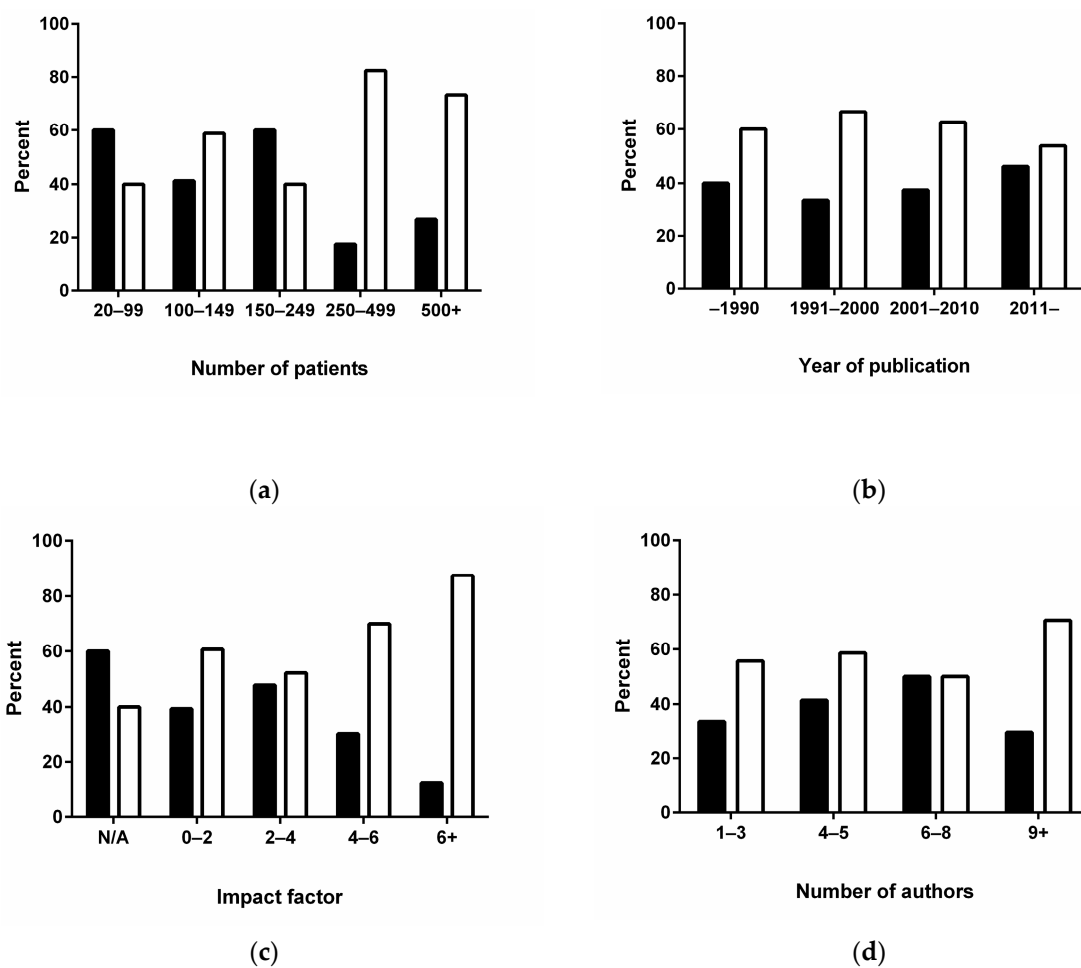 100
80
60
40
20
0
Percent
20–99 100–149 150–249 250–499 500+
Number of patients
(a)
100
80
60
40
20
0
Percent
–1990 1991–2000 2001–2010 2011–
Year of publication
(b)
100
80
60
40
20
0
Percent
N/A 0–2 2–4 4–6 6+
Impact factor
(c)
100
80
60
40
20
0
Percent
1–3 4–5 6–8 9+
Number of authors
(d)